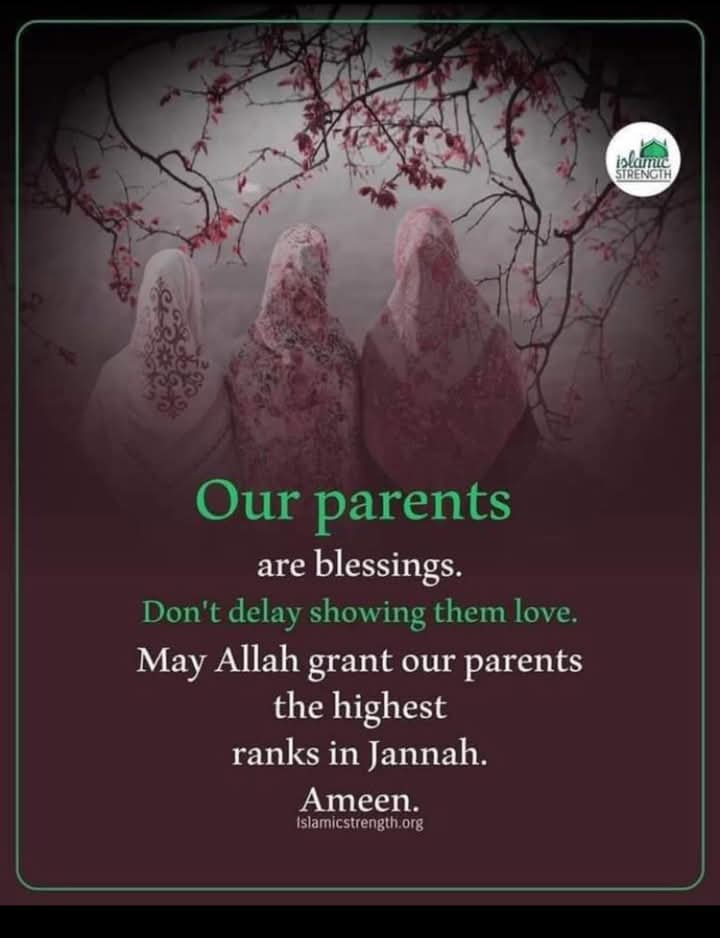 islamic
STRENGTH
Our parents
are blessings.
Don't delay showing them love.
May Allah grant our parents
the highest
ranks in Jannah.
Ameen.
Islamicstrength.org